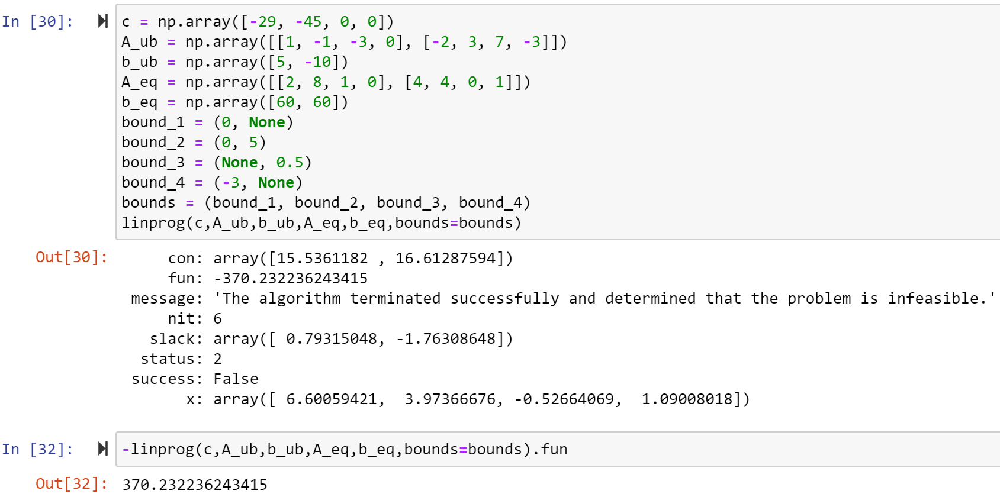 In [30]: c = np.array([-29, -45, 0, 0])
A_ub = np.array([[1, -1, -3, 0], [-2, 3, 7, -3]])
b_ub = np.array([5, -10])
A_eq = np.array([[2, 8, 1, 0], [4, 4, 0, 1]])
b_eq = np.array([60, 60])
bound_1 = (0, None)
bound_2 = (0, 5)
bound_3 = (None, 0.5)
bound_4 = (-3, None)
bounds = (bound_1, bound_2, bound_3, bound_4)
linprog(c,A_ub,b_ub,A_eq,b_eq,bounds=bounds)
Out[30]: con: array([15.5361182 , 16.61287594])
fun: -370.232236243415
message: 'The algorithm terminated successfully and determined that the problem is infeasible.'
nit: 6
slack: array([ 0.79315048, -1.76308648])
status: 2
success: False
x: array([ 6.60059421,  3.97366676, -0.52664069,  1.09008018])
In [32]: -linprog(c,A_ub,b_ub,A_eq,b_eq,bounds=bounds).fun
Out[32]: 370.232236243415